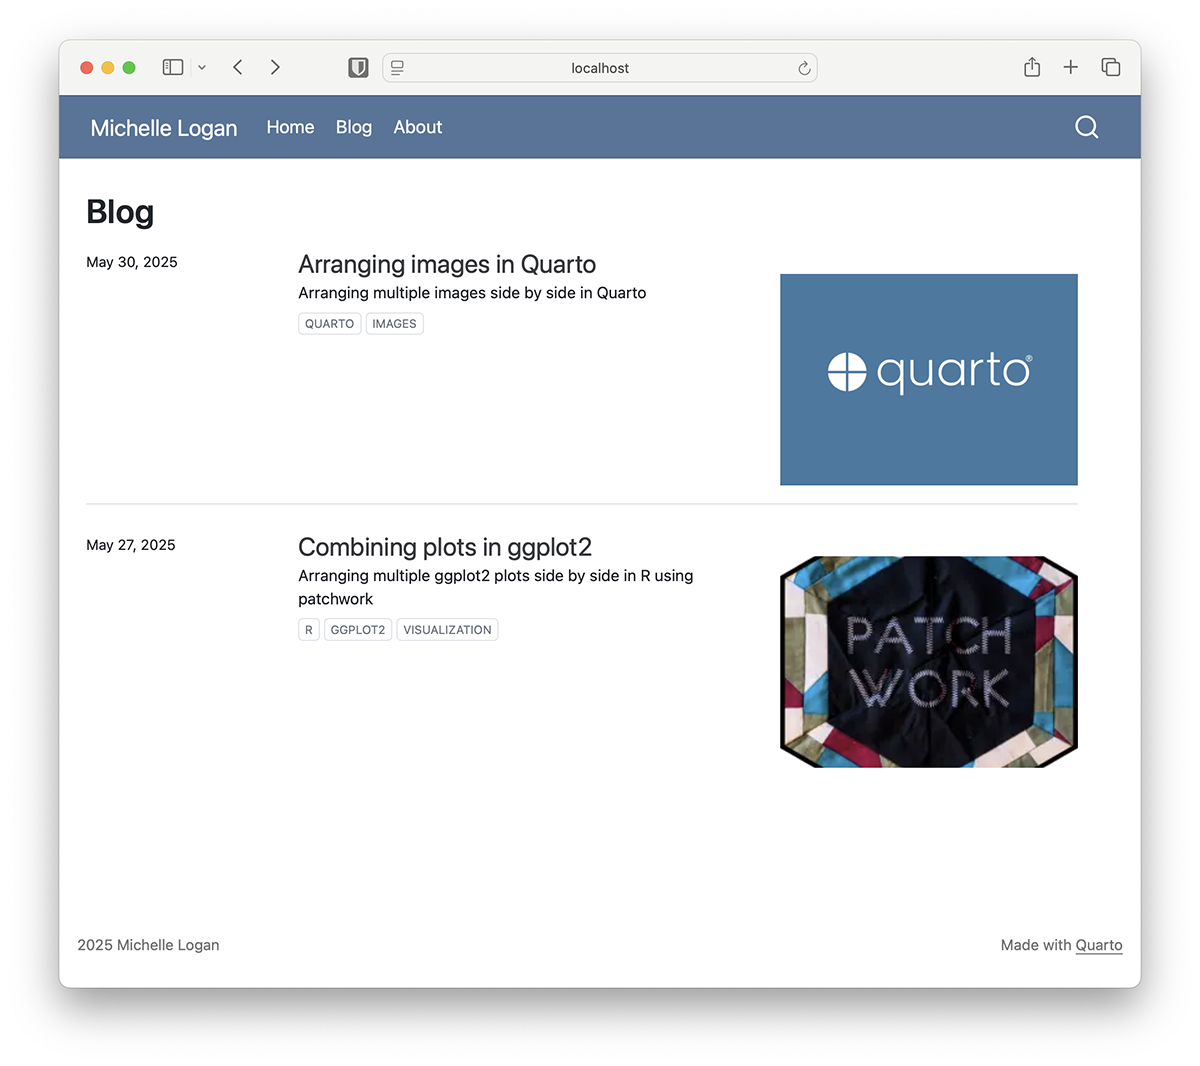 localhost
Michelle Logan Home Blog About
Blog
May 30, 2025
Arranging images in Quarto
Arranging multiple images side by side in Quarto
QUARTO IMAGES
quarto®
May 27, 2025
Combining plots in ggplot2
Arranging multiple ggplot2 plots side by side in R using
patchwork
R GGPLOT2 VISUALIZATION
PATCH
WORK
2025 Michelle Logan
Made with Quarto